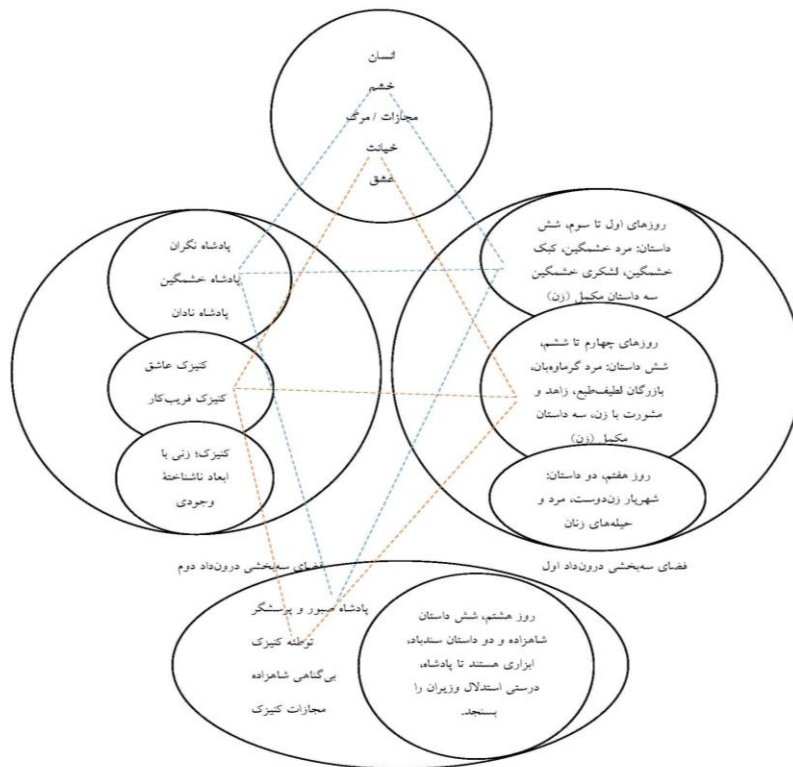 انسان
خشم
مجازات / مرگ
خیانت
عشق
روزهای اول تا سوم، شش
داستان: مرد خشمگین، کبک
خشمگین، لشکری خشمگین
سه داستان مکمل (زن)
روزهای چهارم تا ششم،
شش داستان: مرد گرماوه‌بان،
بازرگان لطیف‌طبع، زاهد و
مشورت با زن، سه داستان
مکمل (زن)
روز هفتم، دو داستان:
شهریار زن‌دوست، مرد و
حیله‌های زنان
پادشاه نگران
پادشاه خشمگین
پادشاه نادان
کنیزک عاشق
کنیزک فریب‌کار
کنیزک؛ زنی با
ابعاد ناشناختهٔ
وجودی
فضای سه‌بخشی درون‌داد اول
فضای سه‌بخشی درون‌داد دوم
روز هشتم، شش داستان
شاهزاده و دو داستان سندباد،
ابزاری هستند تا پادشاه،
درستی استدلال وزیران را
بسنجد.
پادشاه صبور و پرسشگر
توطئه کنیزک
بی‌گناهی شاهزاده
مجازات کنیزک